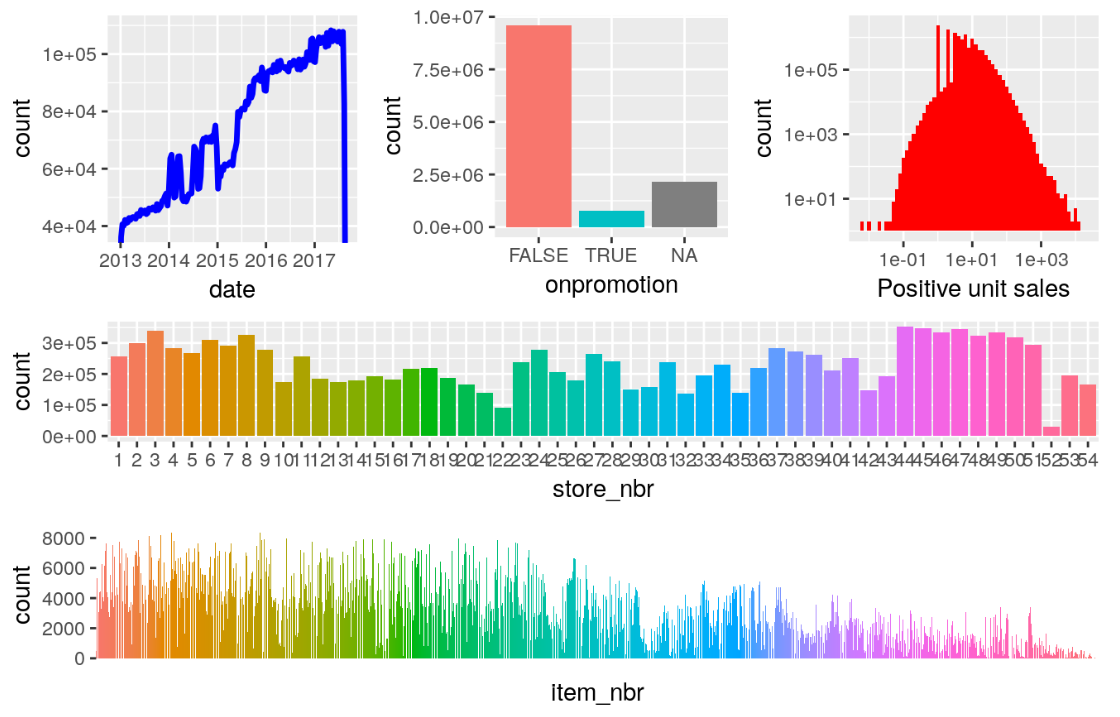 1e+05
8e+04
6e+04
4e+04
count
2013 2014 2015 2016 2017
date
1.0e+07
7.5e+06
5.0e+06
2.5e+06
0.0e+00
count
FALSE TRUE NA
onpromotion
1e+05
1e+03
1e+01
count
1e-01 1e+01 1e+03
Positive unit sales
3e+05
2e+05
1e+05
0e+00
count
1 2 3 4 5 6 7 8 9 10 11 12 13 14 15 16 17 18 19 20 21 22 23 24 25 26 27 28 29 30 31 32 33 34 35 36 37 38 39 40 41 42 43 44 45 46 47 48 49 50 51 52 53 54
store_nbr
8000
6000
4000
2000
0
count
item_nbr